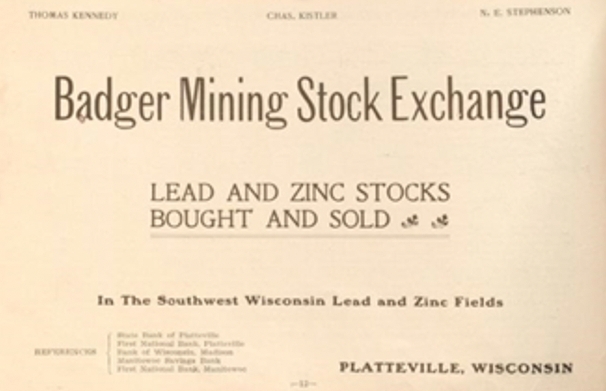 THOMAS KENNEDY CHAS. KISTLER N. E. STEPHENSON
Badger Mining Stock Exchange
LEAD AND ZINC STOCKS
BOUGHT AND SOLD
In The Southwest Wisconsin Lead and Zinc Fields
REFERENCES
State Bank of Platteville
First National Bank, Platteville
Bank of Wisconsin, Madison
Manitowoc Savings Bank
First National Bank, Manitowoc
PLATTEVILLE, WISCONSIN
—12—